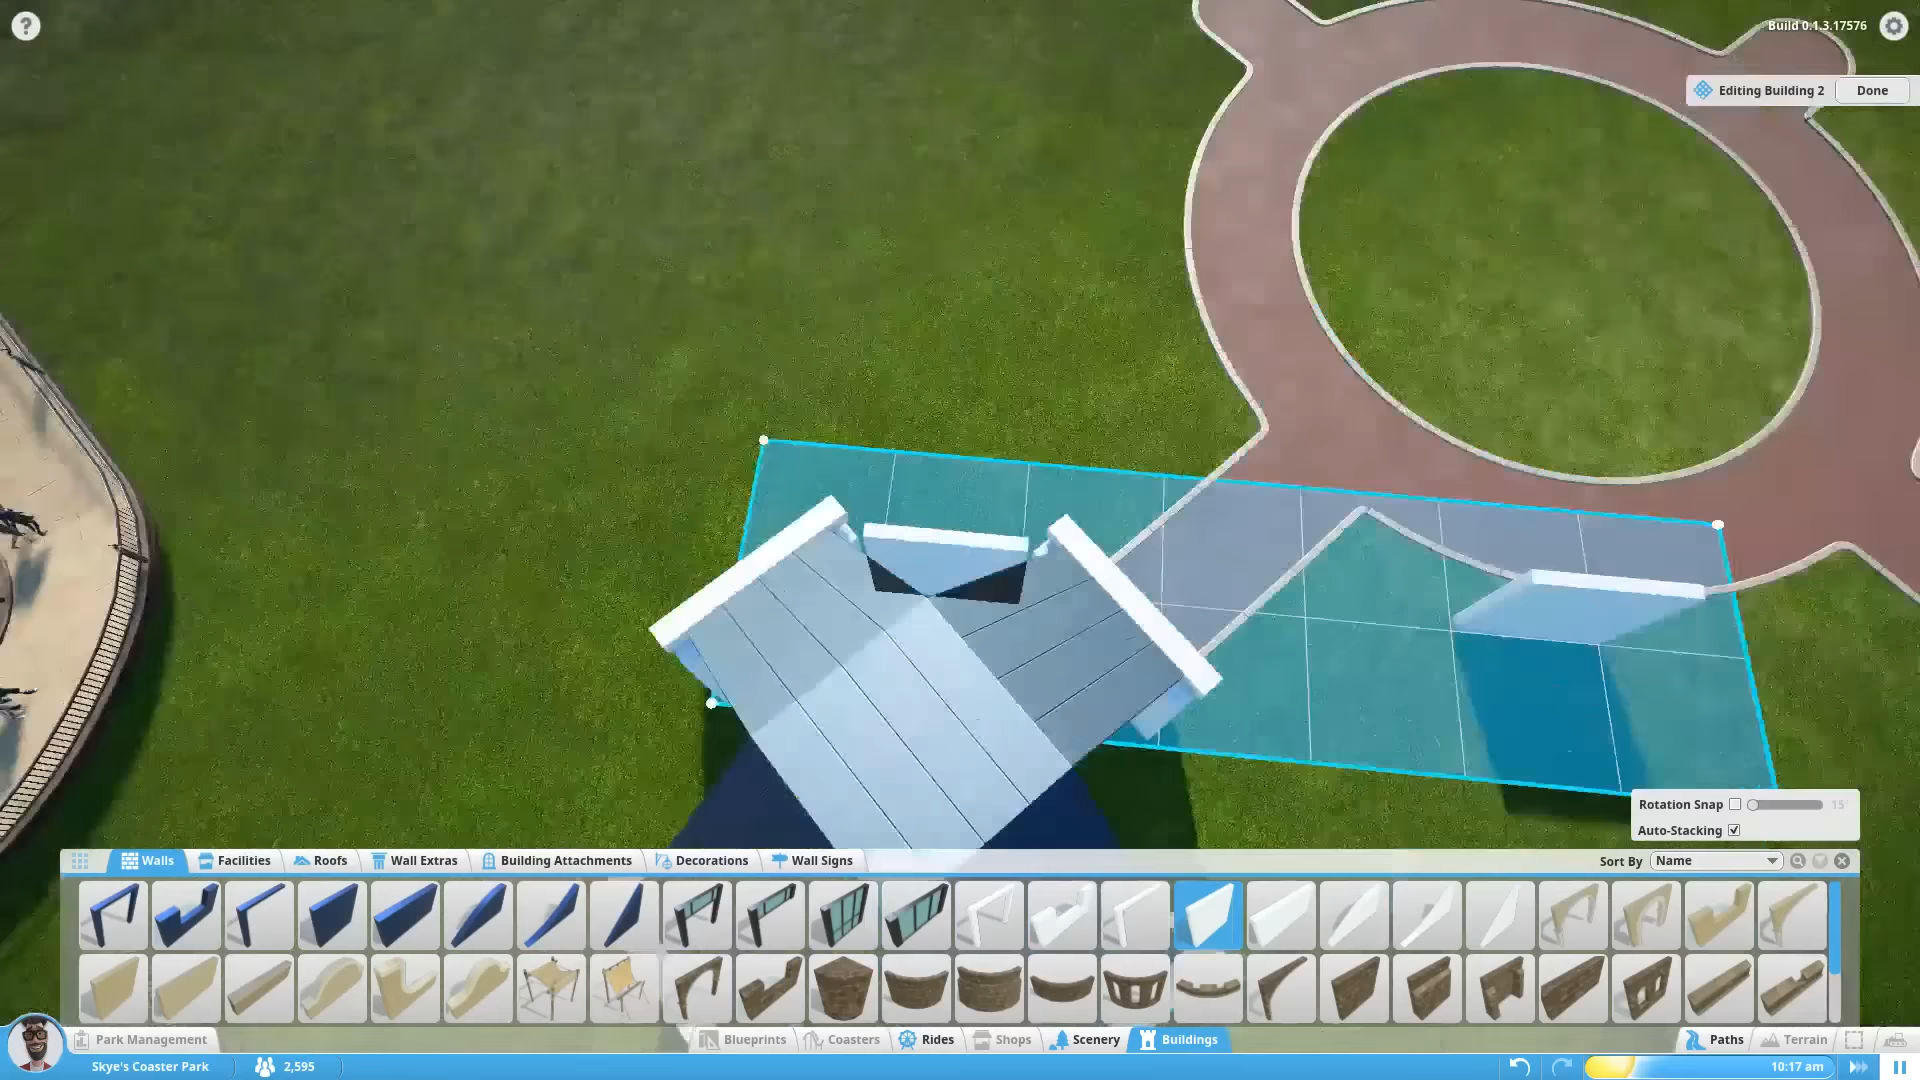 ?
Build 0.1.3.17576
Editing Building 2
Done
Rotation Snap
15°
Auto-Stacking
Walls
Facilities
Roofs
Wall Extras
Building Attachments
Decorations
Wall Signs
Sort By
Name
Park Management
Blueprints
Coasters
Rides
Shops
Scenery
Buildings
Paths
Terrain
Skye's Coaster Park
2,595
10:17 am